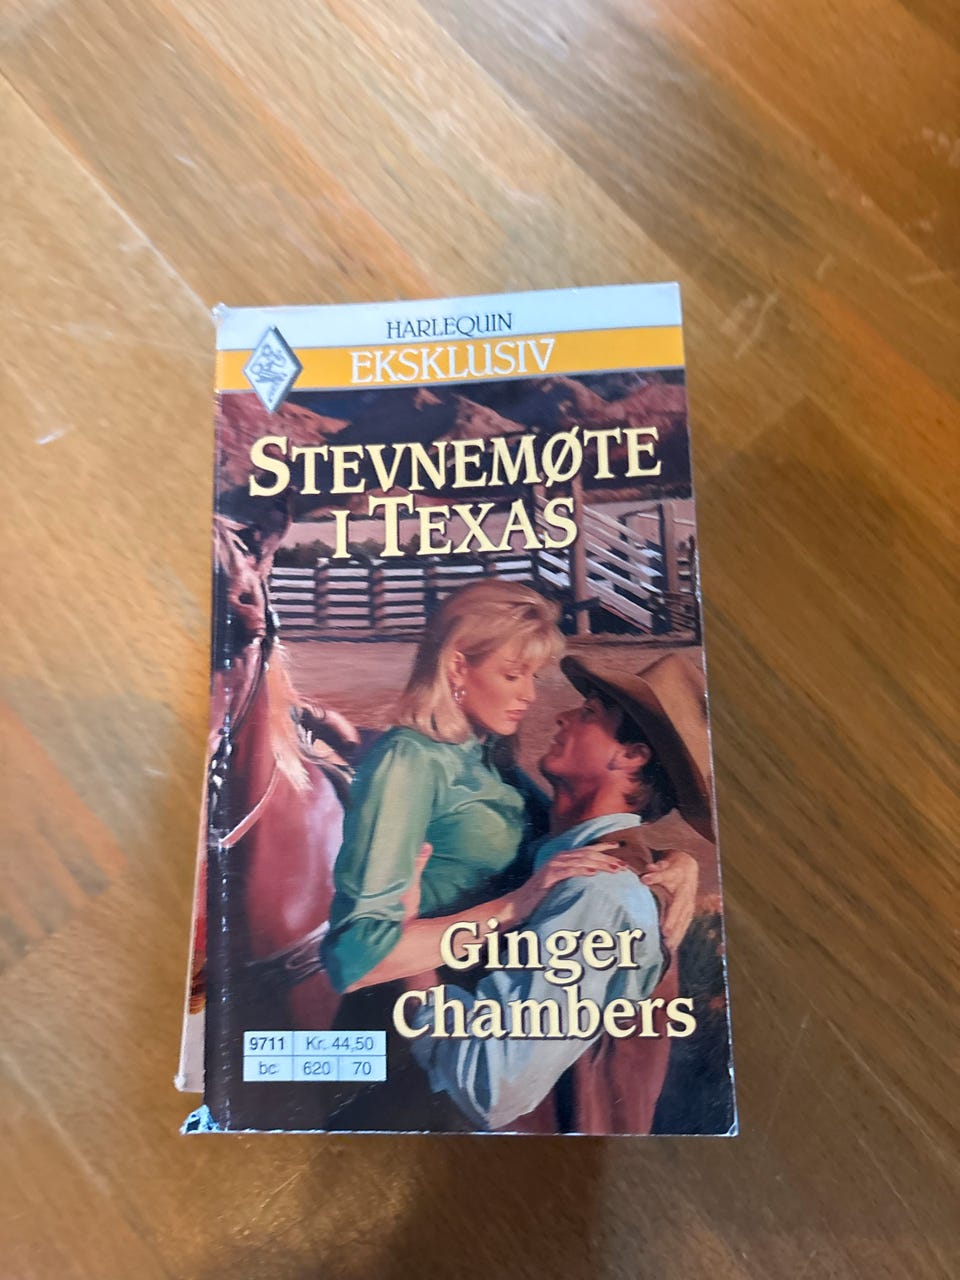 HARLEQUIN
EKSKLUSIV
STEVNEMØTE
I TEXAS
Ginger
Chambers
9711 Kr. 44,50
bc 620 70